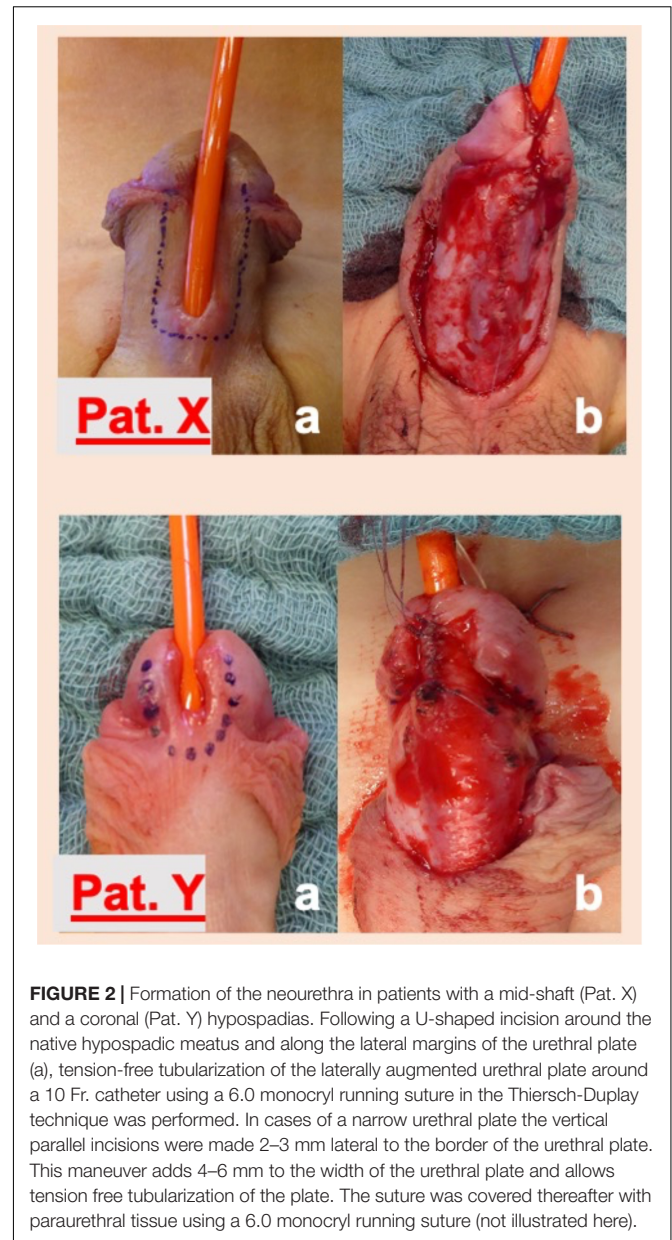 Pat. X
a
b
Pat. Y
a
b
FIGURE 2 | Formation of the neourethra in patients with a mid-shaft (Pat. X)
and a coronal (Pat. Y) hypospadias. Following a U-shaped incision around the
native hypospadic meatus and along the lateral margins of the urethral plate
(a), tension-free tubularization of the laterally augmented urethral plate around
a 10 Fr. catheter using a 6.0 monocryl running suture in the Thiersch-Duplay
technique was performed. In cases of a narrow urethral plate the vertical
parallel incisions were made 2–3 mm lateral to the border of the urethral plate.
This maneuver adds 4–6 mm to the width of the urethral plate and allows
tension free tubularization of the plate. The suture was covered thereafter with
paraurethral tissue using a 6.0 monocryl running suture (not illustrated here).